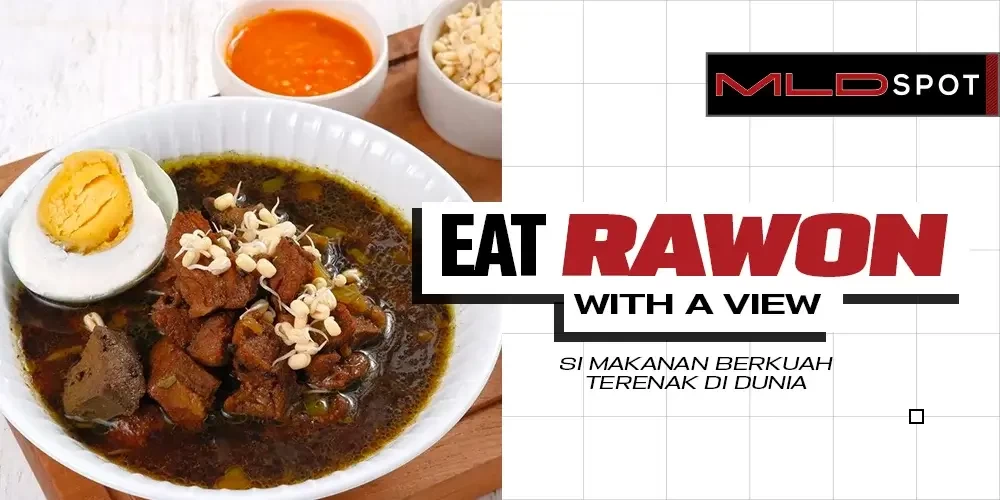 MLDSPOT
EAT RAWON
WITH A VIEW
SI MAKANAN BERKUAH
TERENAK DI DUNIA